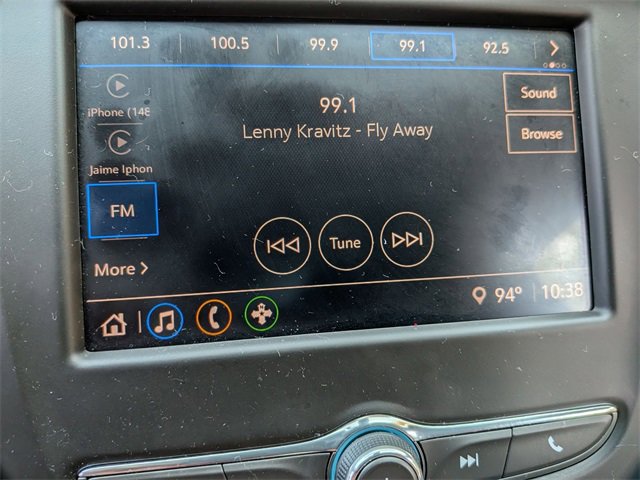 101.3 100.5 99.9 99.1 92.5
iPhone (148
Jaime Iphon
FM
More
99.1
Lenny Kravitz - Fly Away
Sound
Browse
Tune
94° 10:38